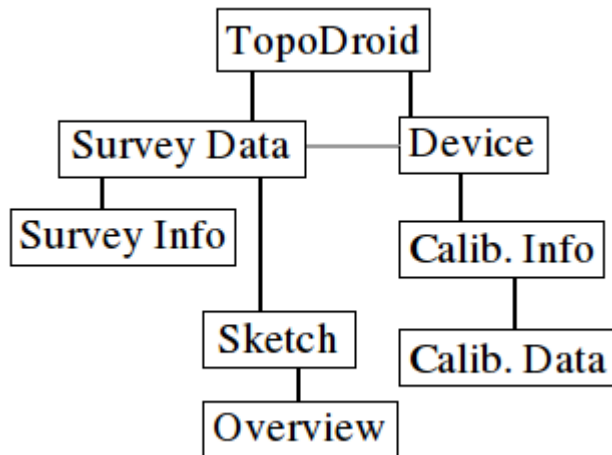 TopoDroid
Survey Data
Device
Survey Info
Calib. Info
Sketch
Calib. Data
Overview